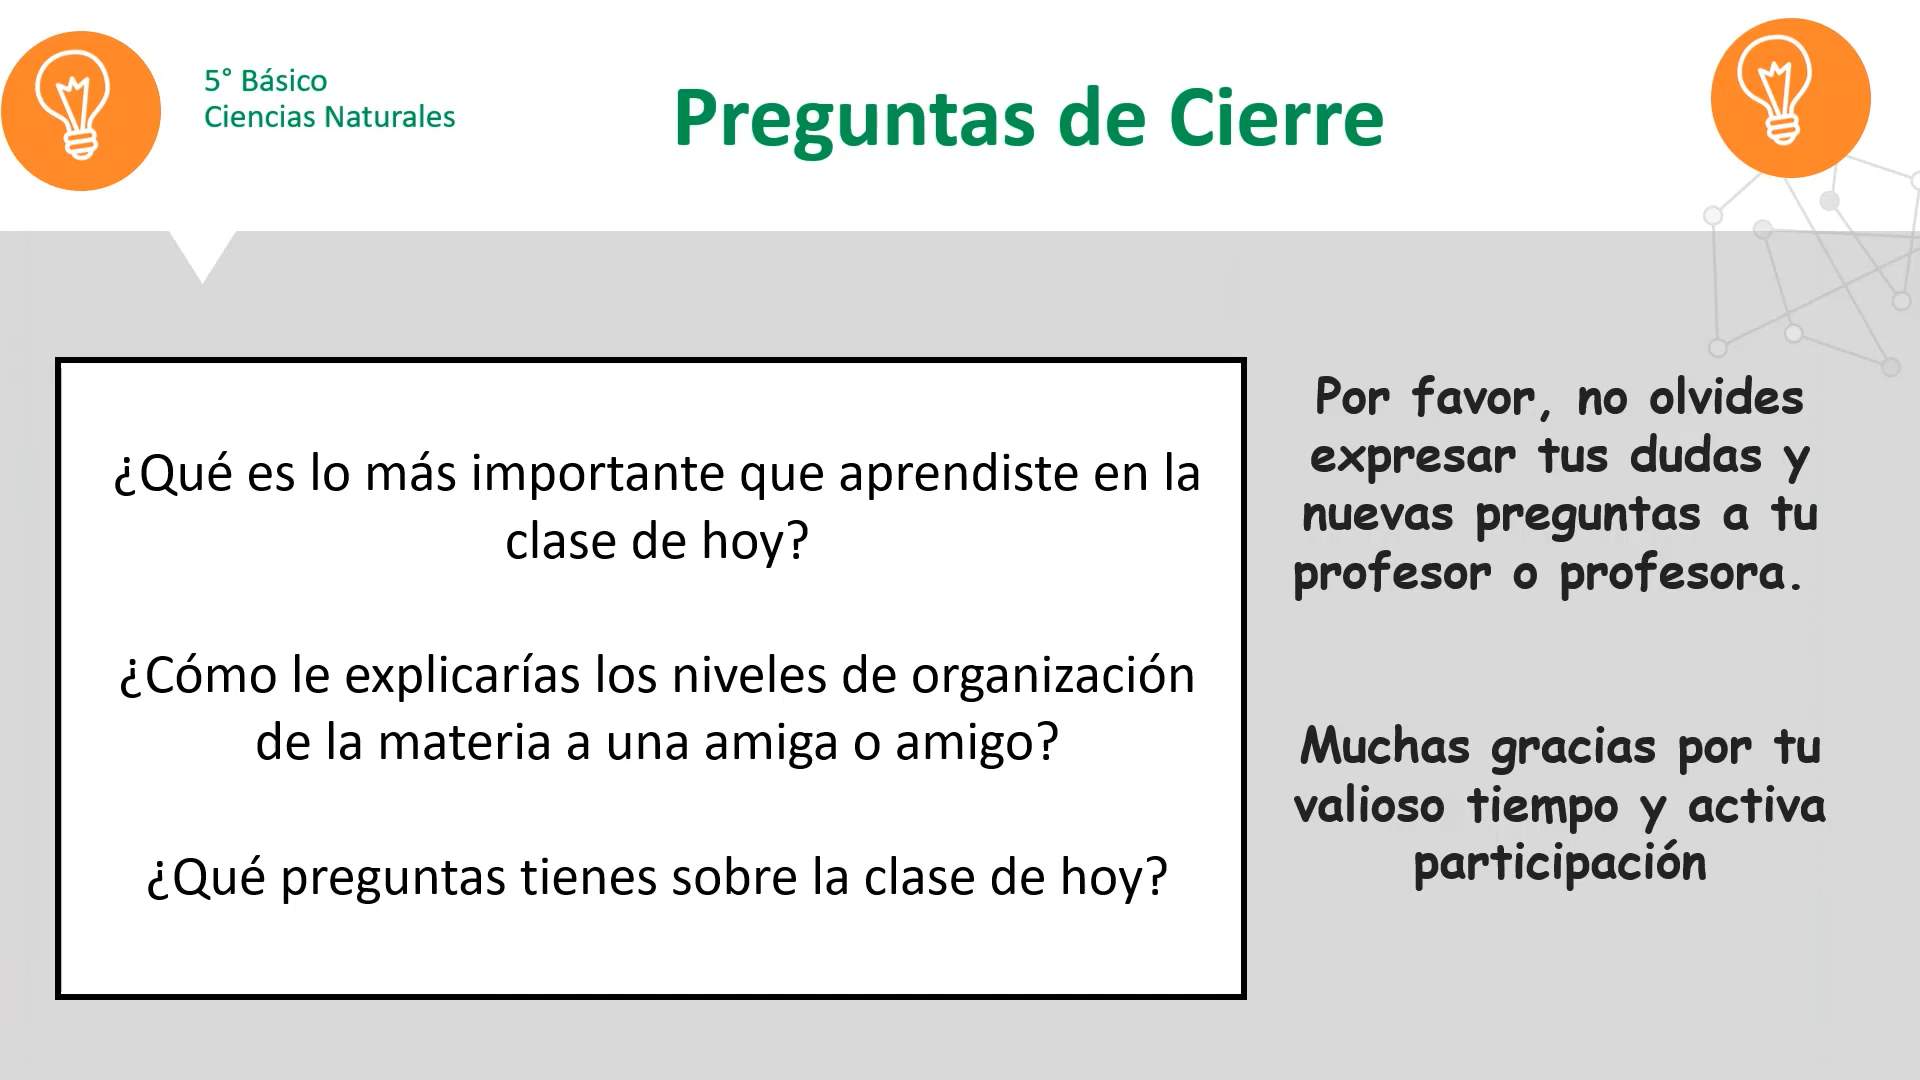 5° Básico
Ciencias Naturales
Preguntas de Cierre
¿Qué es lo más importante que aprendiste en la
clase de hoy?
¿Cómo le explicarías los niveles de organización
de la materia a una amiga o amigo?
¿Qué preguntas tienes sobre la clase de hoy?
Por favor, no olvides
expresar tus dudas y
nuevas preguntas a tu
profesor o profesora.
Muchas gracias por tu
valioso tiempo y activa
participación